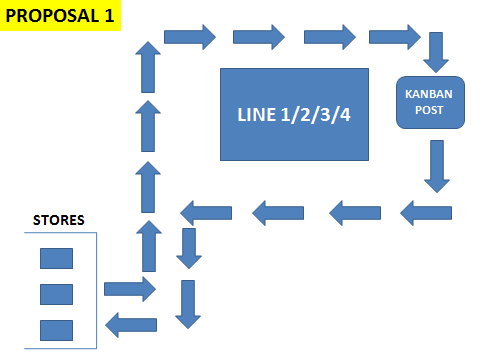 PROPOSAL 1
LINE 1/2/3/4
KANBAN
POST
STORES